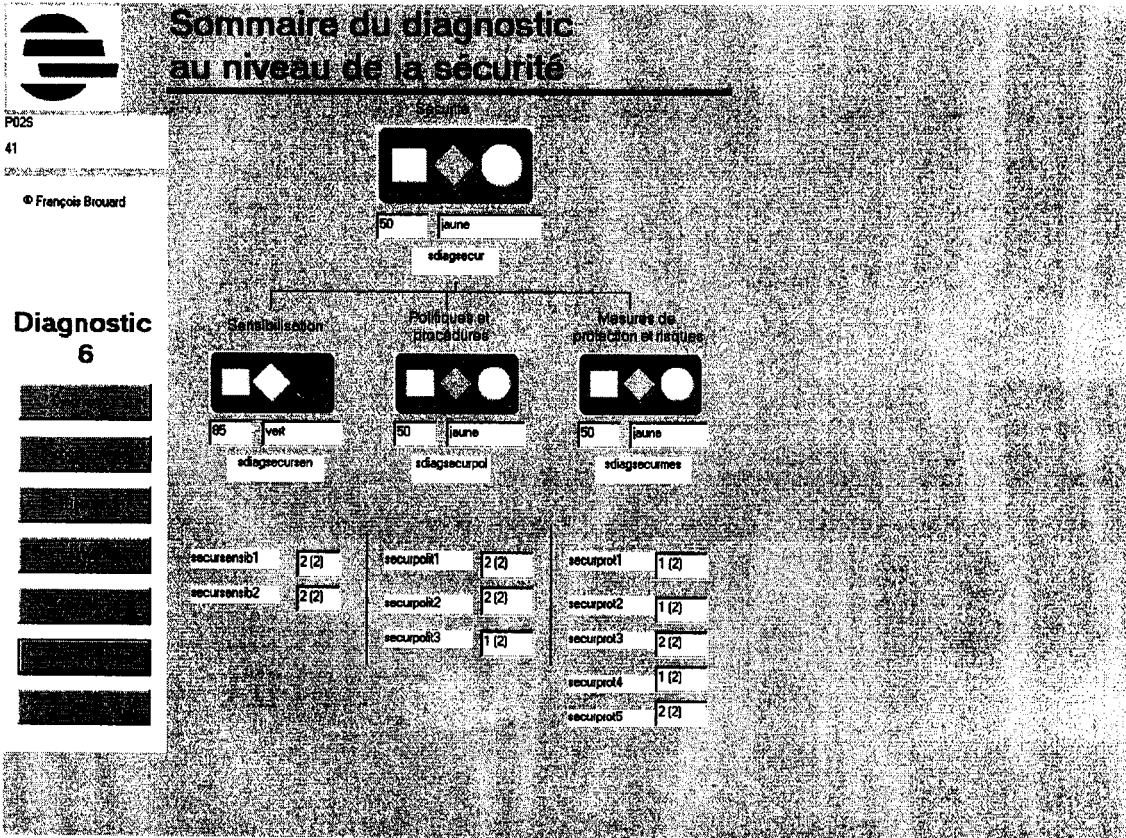 Sommaire du diagnostic
au niveau de la sécurité
P02S
41
© François Brouard
Diagnostic
6
Sécurité
50 jaune
sdiagsecur
Sensibilisation
85 vert
sdiagsecursen
Politiques et
procédures
50 jaune
sdiagsecurpol
Mesures de
protection et risques
50 jaune
sdiagsecurmes
secursensib1 2 (2)
secursensib2 2 (2)
securpolit1 2 (2)
securpolit2 2 (2)
securpolit3 1 (2)
securprot1 1 (2)
securprot2 1 (2)
securprot3 2 (2)
securprot4 1 (2)
securprot5 2 (2)